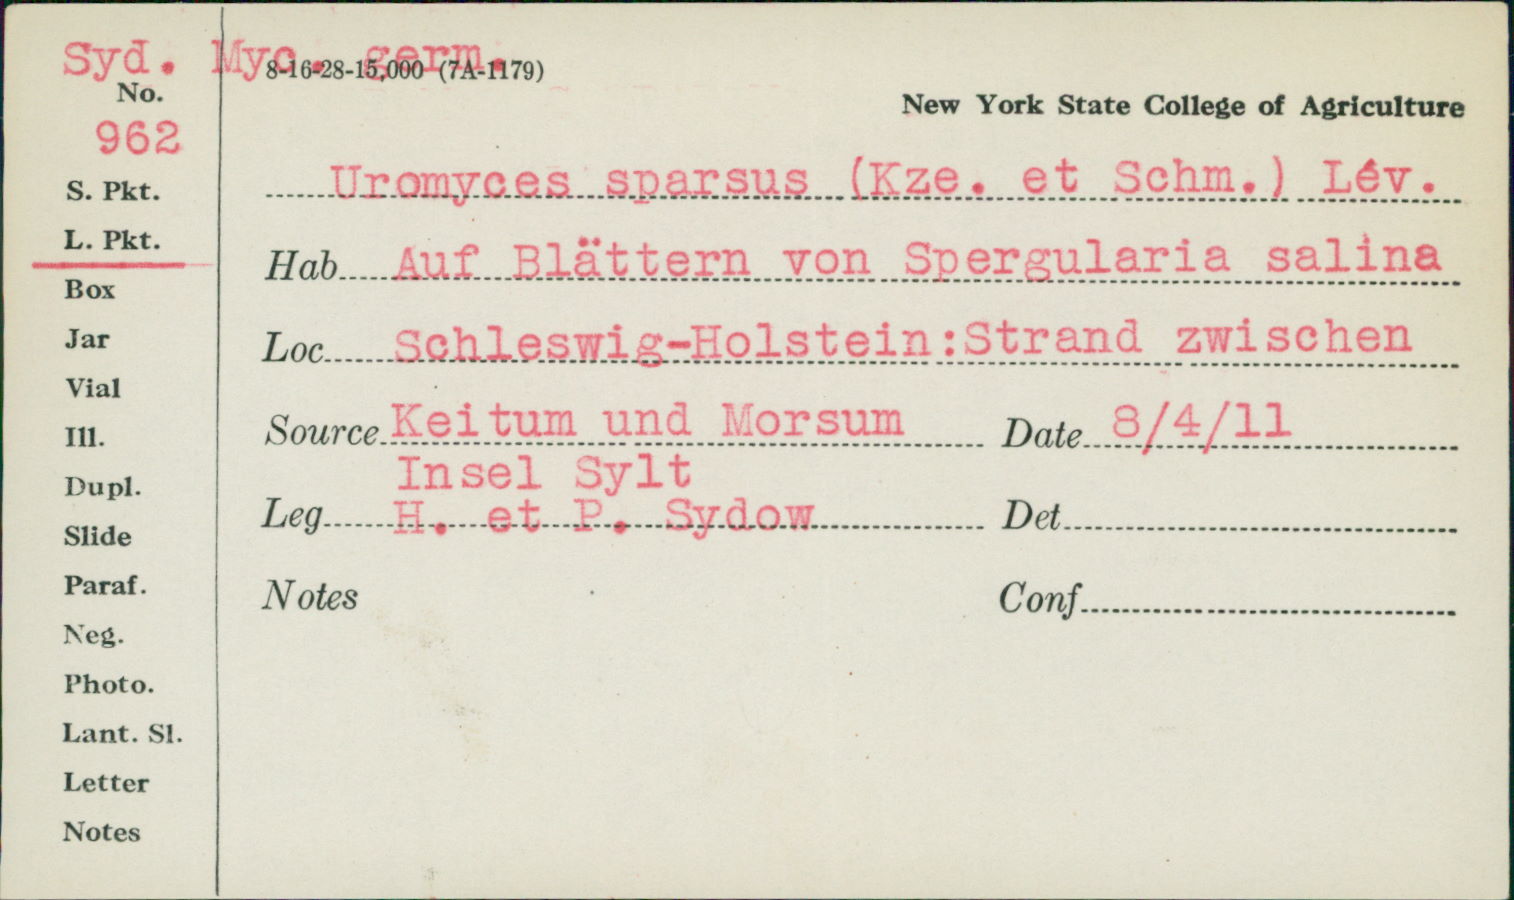 Syd. Myc. germ.
8-16-28-15,000 (7A-1179)
No.
962
New York State College of Agriculture
S. Pkt.
L. Pkt.
Box
Jar
Vial
Ill.
Dupl.
Slide
Paraf.
Neg.
Photo.
Lant. Sl.
Letter
Notes
Uromyces sparsus (Kze. et Schm.) Lév.
Hab. Auf Blättern von Spergularia salina
Loc. Schleswig-Holstein:Strand zwischen
Source Keitum und Morsum Date 8/4/11
Insel Sylt
Leg. H. et P. Sydow Det.
Notes Conf.